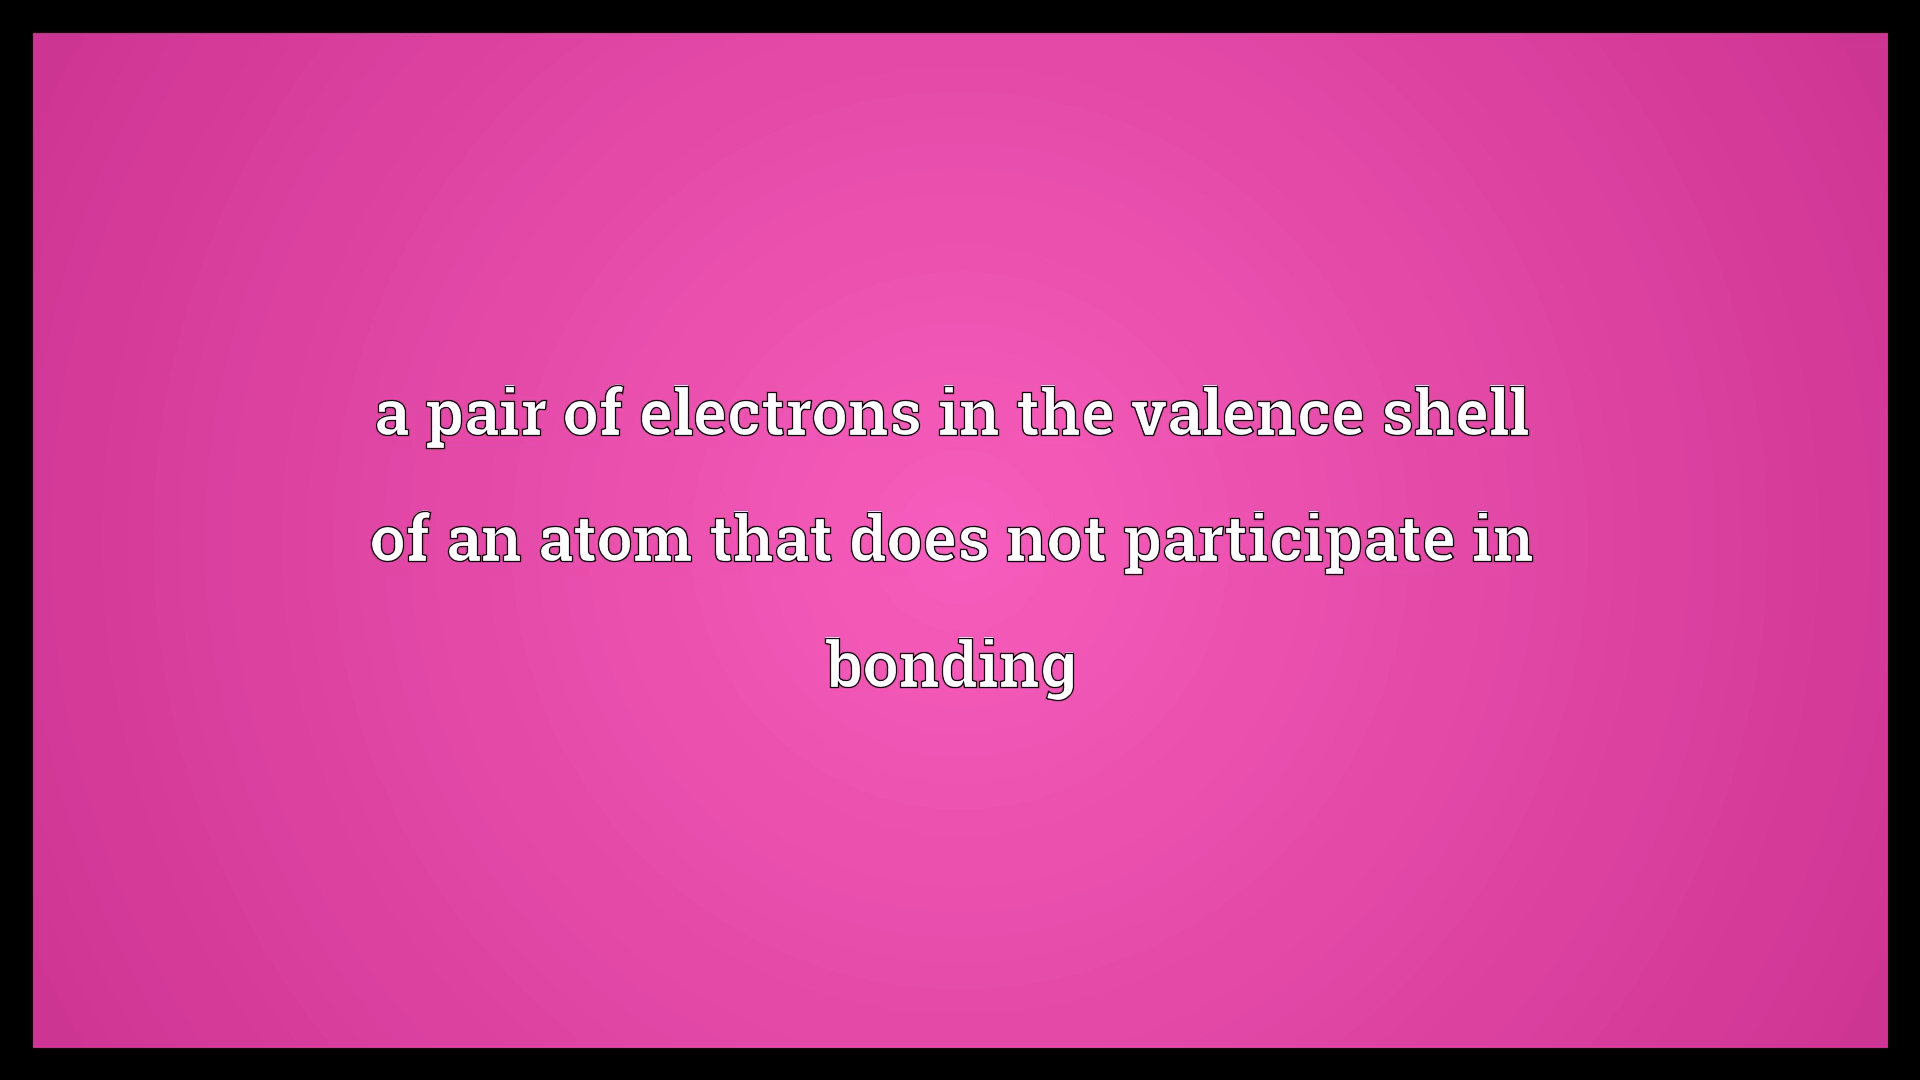 a pair of electrons in the valence shell
of an atom that does not participate in
bonding